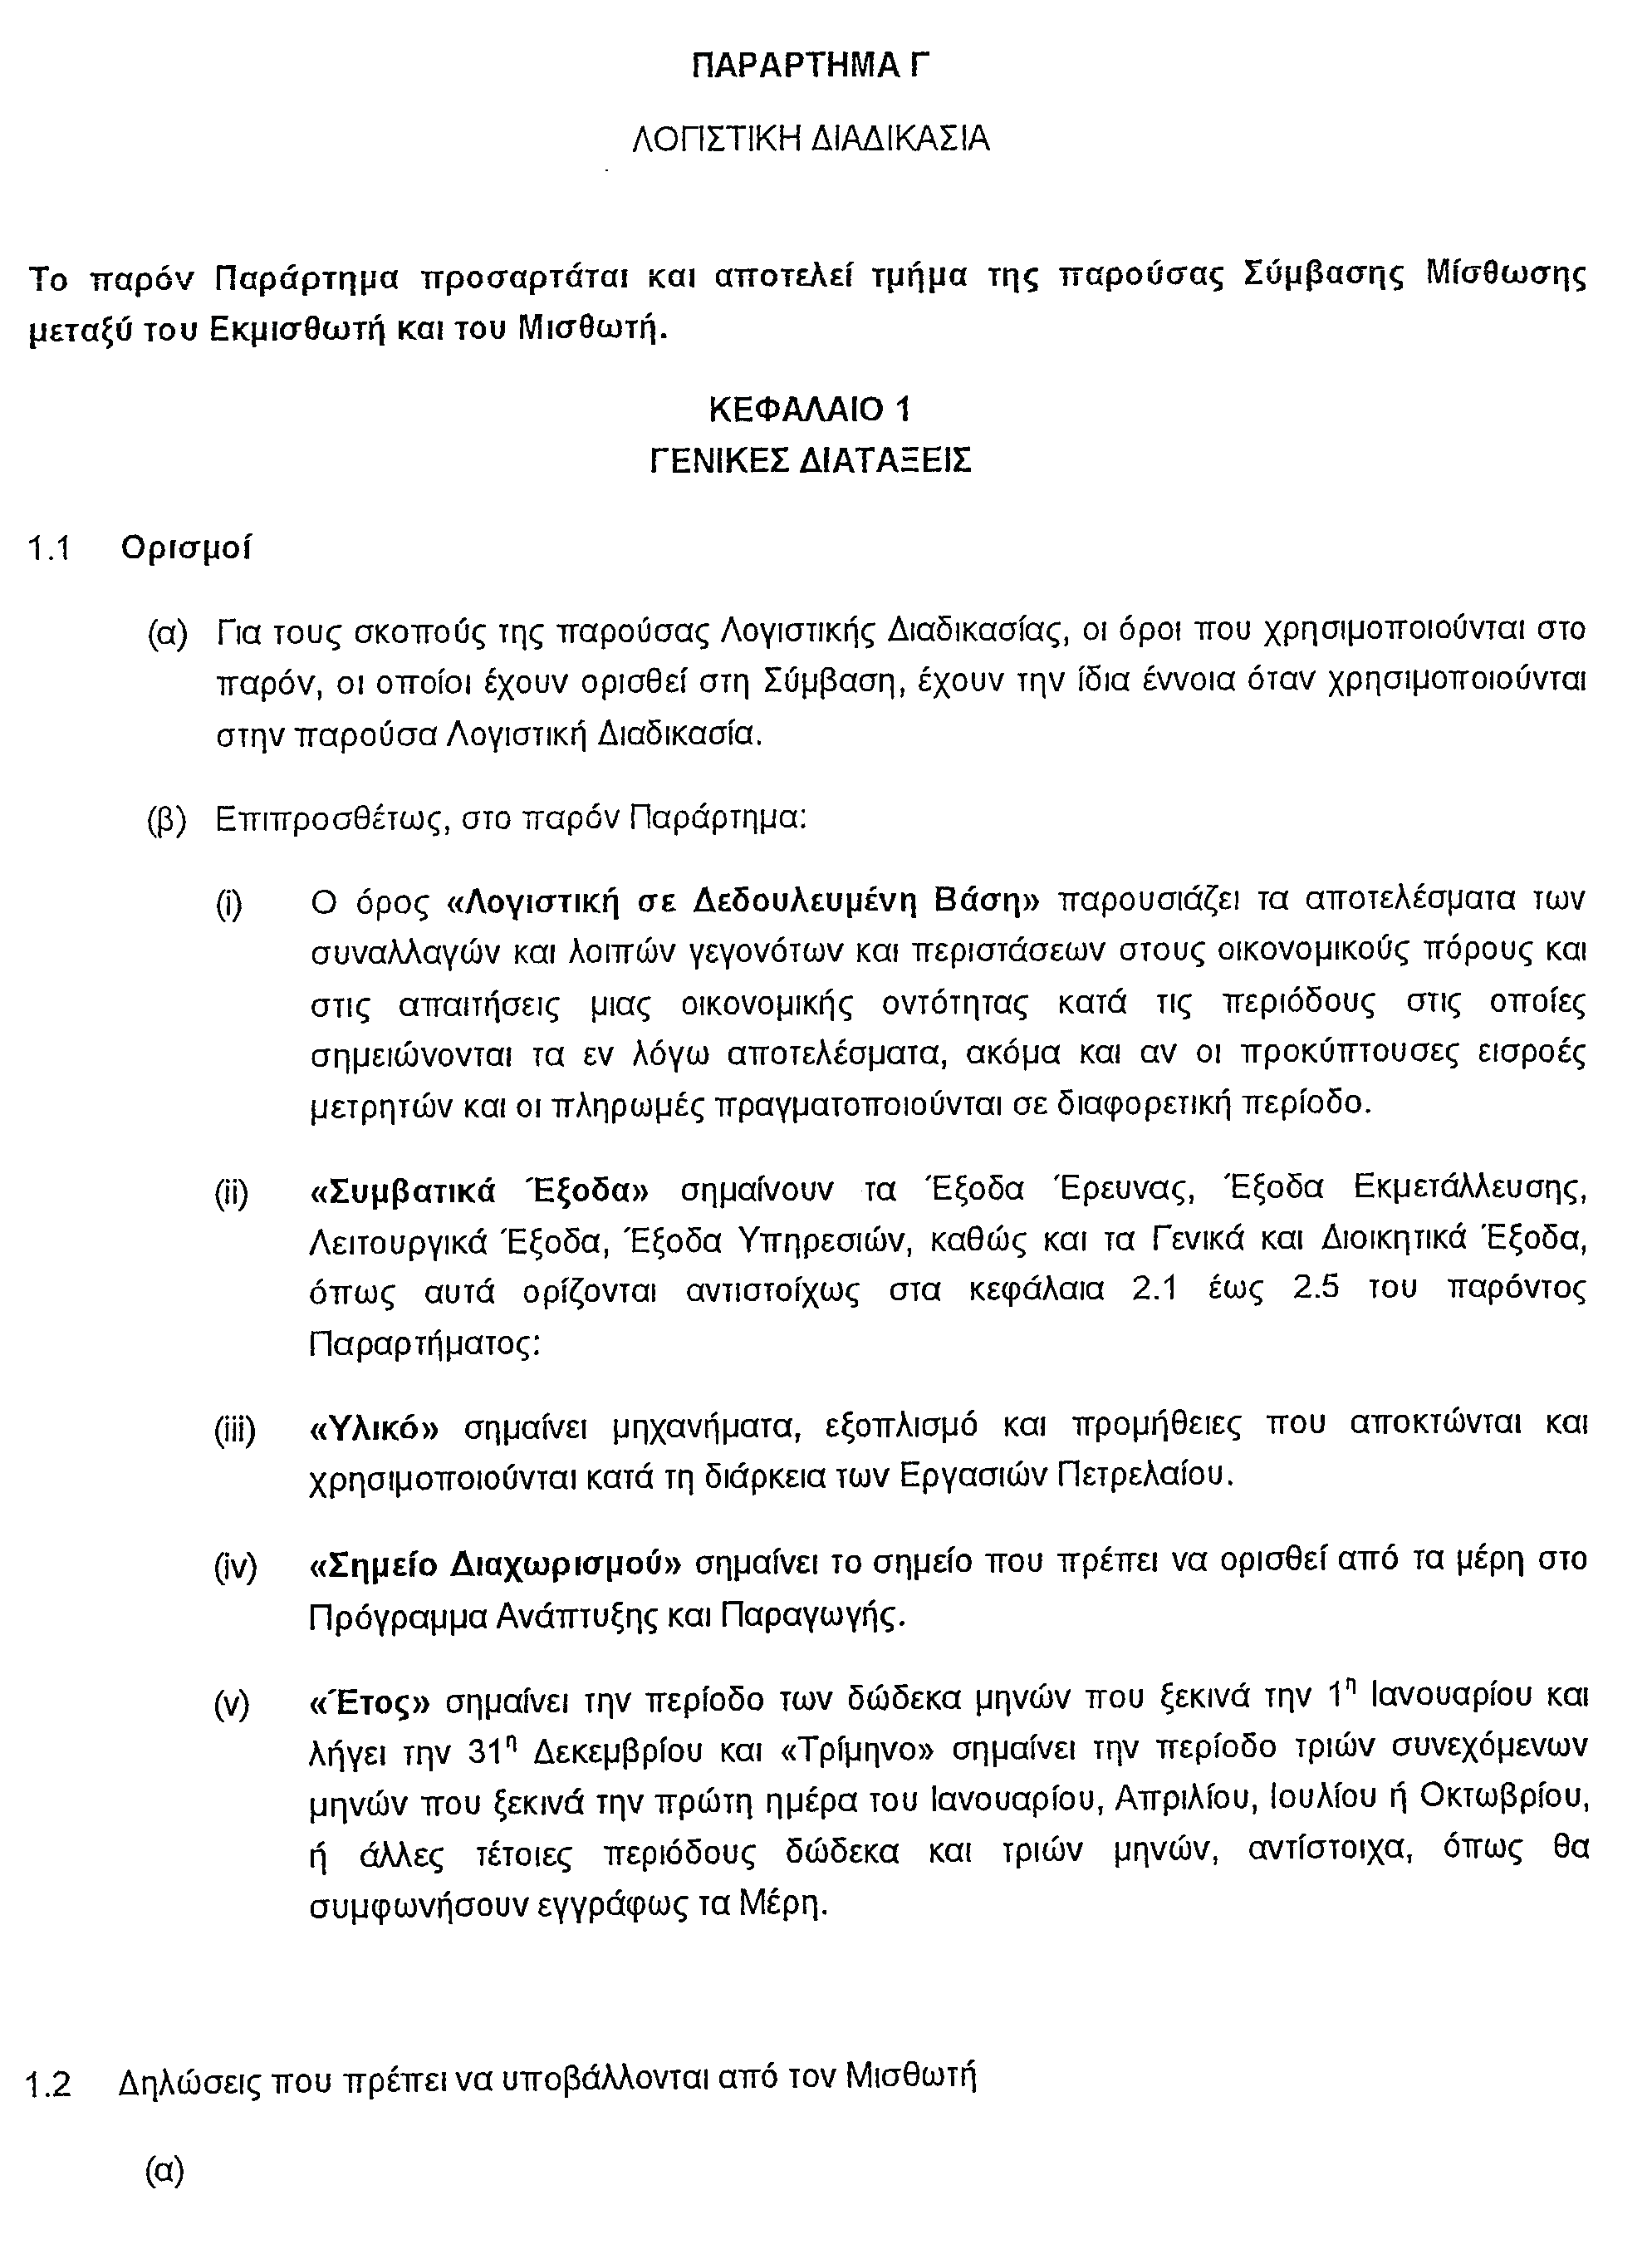 ΠΑΡΑΡΤΗΜΑ Γ
ΛΟΓΙΣΤΙΚΗ ΔΙΑΔΙΚΑΣΙΑ
Το παρόν Παράρτημα προσαρτάται και αποτελεί τμήμα της παρούσας Σύμβασης Μίσθωσης
μεταξύ του Εκμισθωτή και του Μισθωτή.
ΚΕΦΑΛΑΙΟ 1
ΓΕΝΙΚΕΣ ΔΙΑΤΑΞΕΙΣ
1.1 Ορισμοί
(α) Για τους σκοπούς της παρούσας Λογιστικής Διαδικασίας, οι όροι που χρησιμοποιούνται στο
παρόν, οι οποίοι έχουν ορισθεί στη Σύμβαση, έχουν την ίδια έννοια όταν χρησιμοποιούνται
στην παρούσα Λογιστική Διαδικασία.
(β) Επιπροσθέτως, στο παρόν Παράρτημα:
(i) Ο όρος «Λογιστική σε Δεδουλευμένη Βάση» παρουσιάζει τα αποτελέσματα των
συναλλαγών και λοιπών γεγονότων και περιστάσεων στους οικονομικούς πόρους και
στις απαιτήσεις μιας οικονομικής οντότητας κατά τις περιόδους στις οποίες
σημειώνονται τα εν λόγω αποτελέσματα, ακόμα και αν οι προκύπτουσες εισροές
μετρητών και οι πληρωμές πραγματοποιούνται σε διαφορετική περίοδο.
(ii) «Συμβατικά Έξοδα» σημαίνουν τα Έξοδα Έρευνας, Έξοδα Εκμετάλλευσης,
Λειτουργικά Έξοδα, Έξοδα Υπηρεσιών, καθώς και τα Γενικά και Διοικητικά Έξοδα,
όπως αυτά ορίζονται αντιστοίχως στα κεφάλαια 2.1 έως 2.5 του παρόντος
Παραρτήματος:
(iii) «Υλικό» σημαίνει μηχανήματα, εξοπλισμό και προμήθειες που αποκτώνται και
χρησιμοποιούνται κατά τη διάρκεια των Εργασιών Πετρελαίου.
(iv) «Σημείο Διαχωρισμού» σημαίνει το σημείο που πρέπει να ορισθεί από τα μέρη στο
Πρόγραμμα Ανάπτυξης και Παραγωγής.
(v) «Έτος» σημαίνει την περίοδο των δώδεκα μηνών που ξεκινά την 1η Ιανουαρίου και
λήγει την 31η Δεκεμβρίου και «Τρίμηνο» σημαίνει την περίοδο τριών συνεχόμενων
μηνών που ξεκινά την πρώτη ημέρα του Ιανουαρίου, Απριλίου, Ιουλίου ή Οκτωβρίου,
ή άλλες τέτοιες περιόδους δώδεκα και τριών μηνών, αντίστοιχα, όπως θα
συμφωνήσουν εγγράφως τα Μέρη.
1.2 Δηλώσεις που πρέπει να υποβάλλονται από τον Μισθωτή
(α)